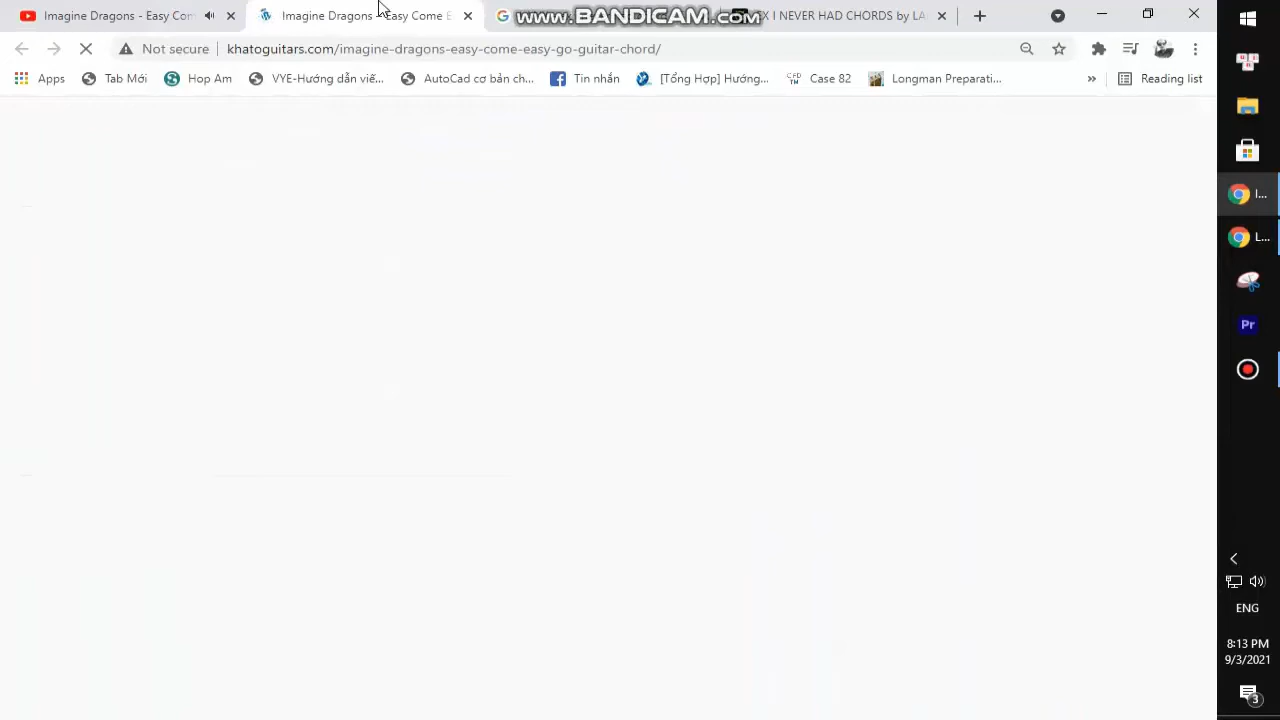 Imagine Dragons - Easy Com
Imagine Dragons - Easy Come E
www.BANDICAM.com
X I NEVER HAD CHORDS by LA
Not secure
khatoguitars.com/imagine-dragons-easy-come-easy-go-guitar-chord/
Apps
Tab Mới
Hop Am
VYE-Hướng dẫn viế...
AutoCad cơ bản ch...
Tin nhắn
[Tổng Hợp] Hướng...
Case 82
Longman Preparati...
»
Reading list
I...
L...
Pr
ENG
8:13 PM
9/3/2021
3